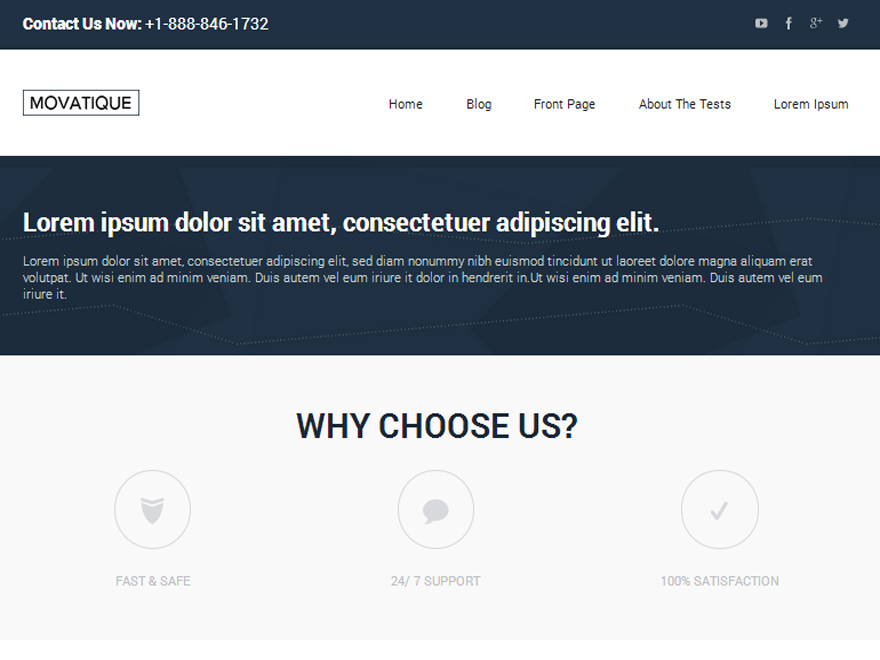 Contact Us Now: +1-888-846-1732
MOVATIQUE
Home Blog Front Page About The Tests Lorem Ipsum
Lorem ipsum dolor sit amet, consectetuer adipiscing elit.
Lorem ipsum dolor sit amet, consectetuer adipiscing elit, sed diam nonummy nibh euismod tincidunt ut laoreet dolore magna aliquam erat
volutpat. Ut wisi enim ad minim veniam. Duis autem vel eum iriure it dolor in hendrerit in.Ut wisi enim ad minim veniam. Duis autem vel eum
iriure it.
WHY CHOOSE US?
FAST & SAFE 24/ 7 SUPPORT 100% SATISFACTION